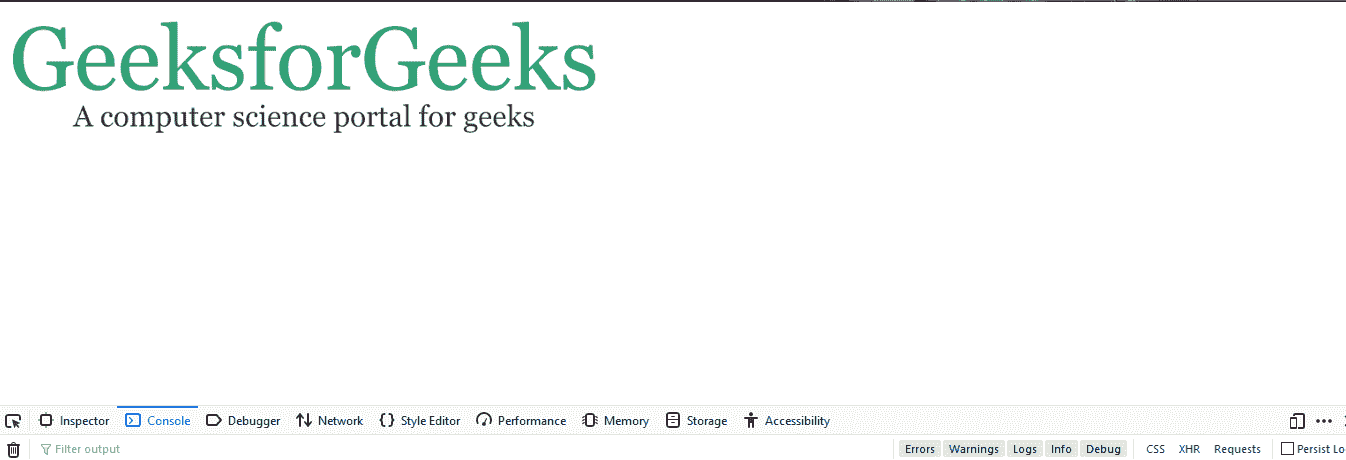 GeeksforGeeks
A computer science portal for geeks
Inspector Console Debugger Network Style Editor Performance Memory Storage Accessibility
Filter output Errors Warnings Logs Info Debug CSS XHR Requests Persist Lo